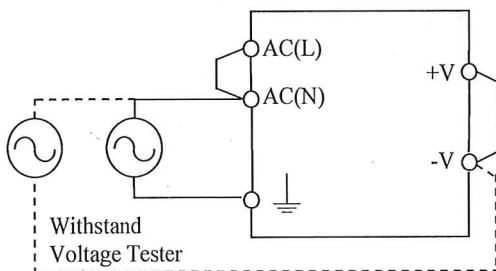 AC(L)
+V
AC(N)
-V
Withstand
Voltage Tester